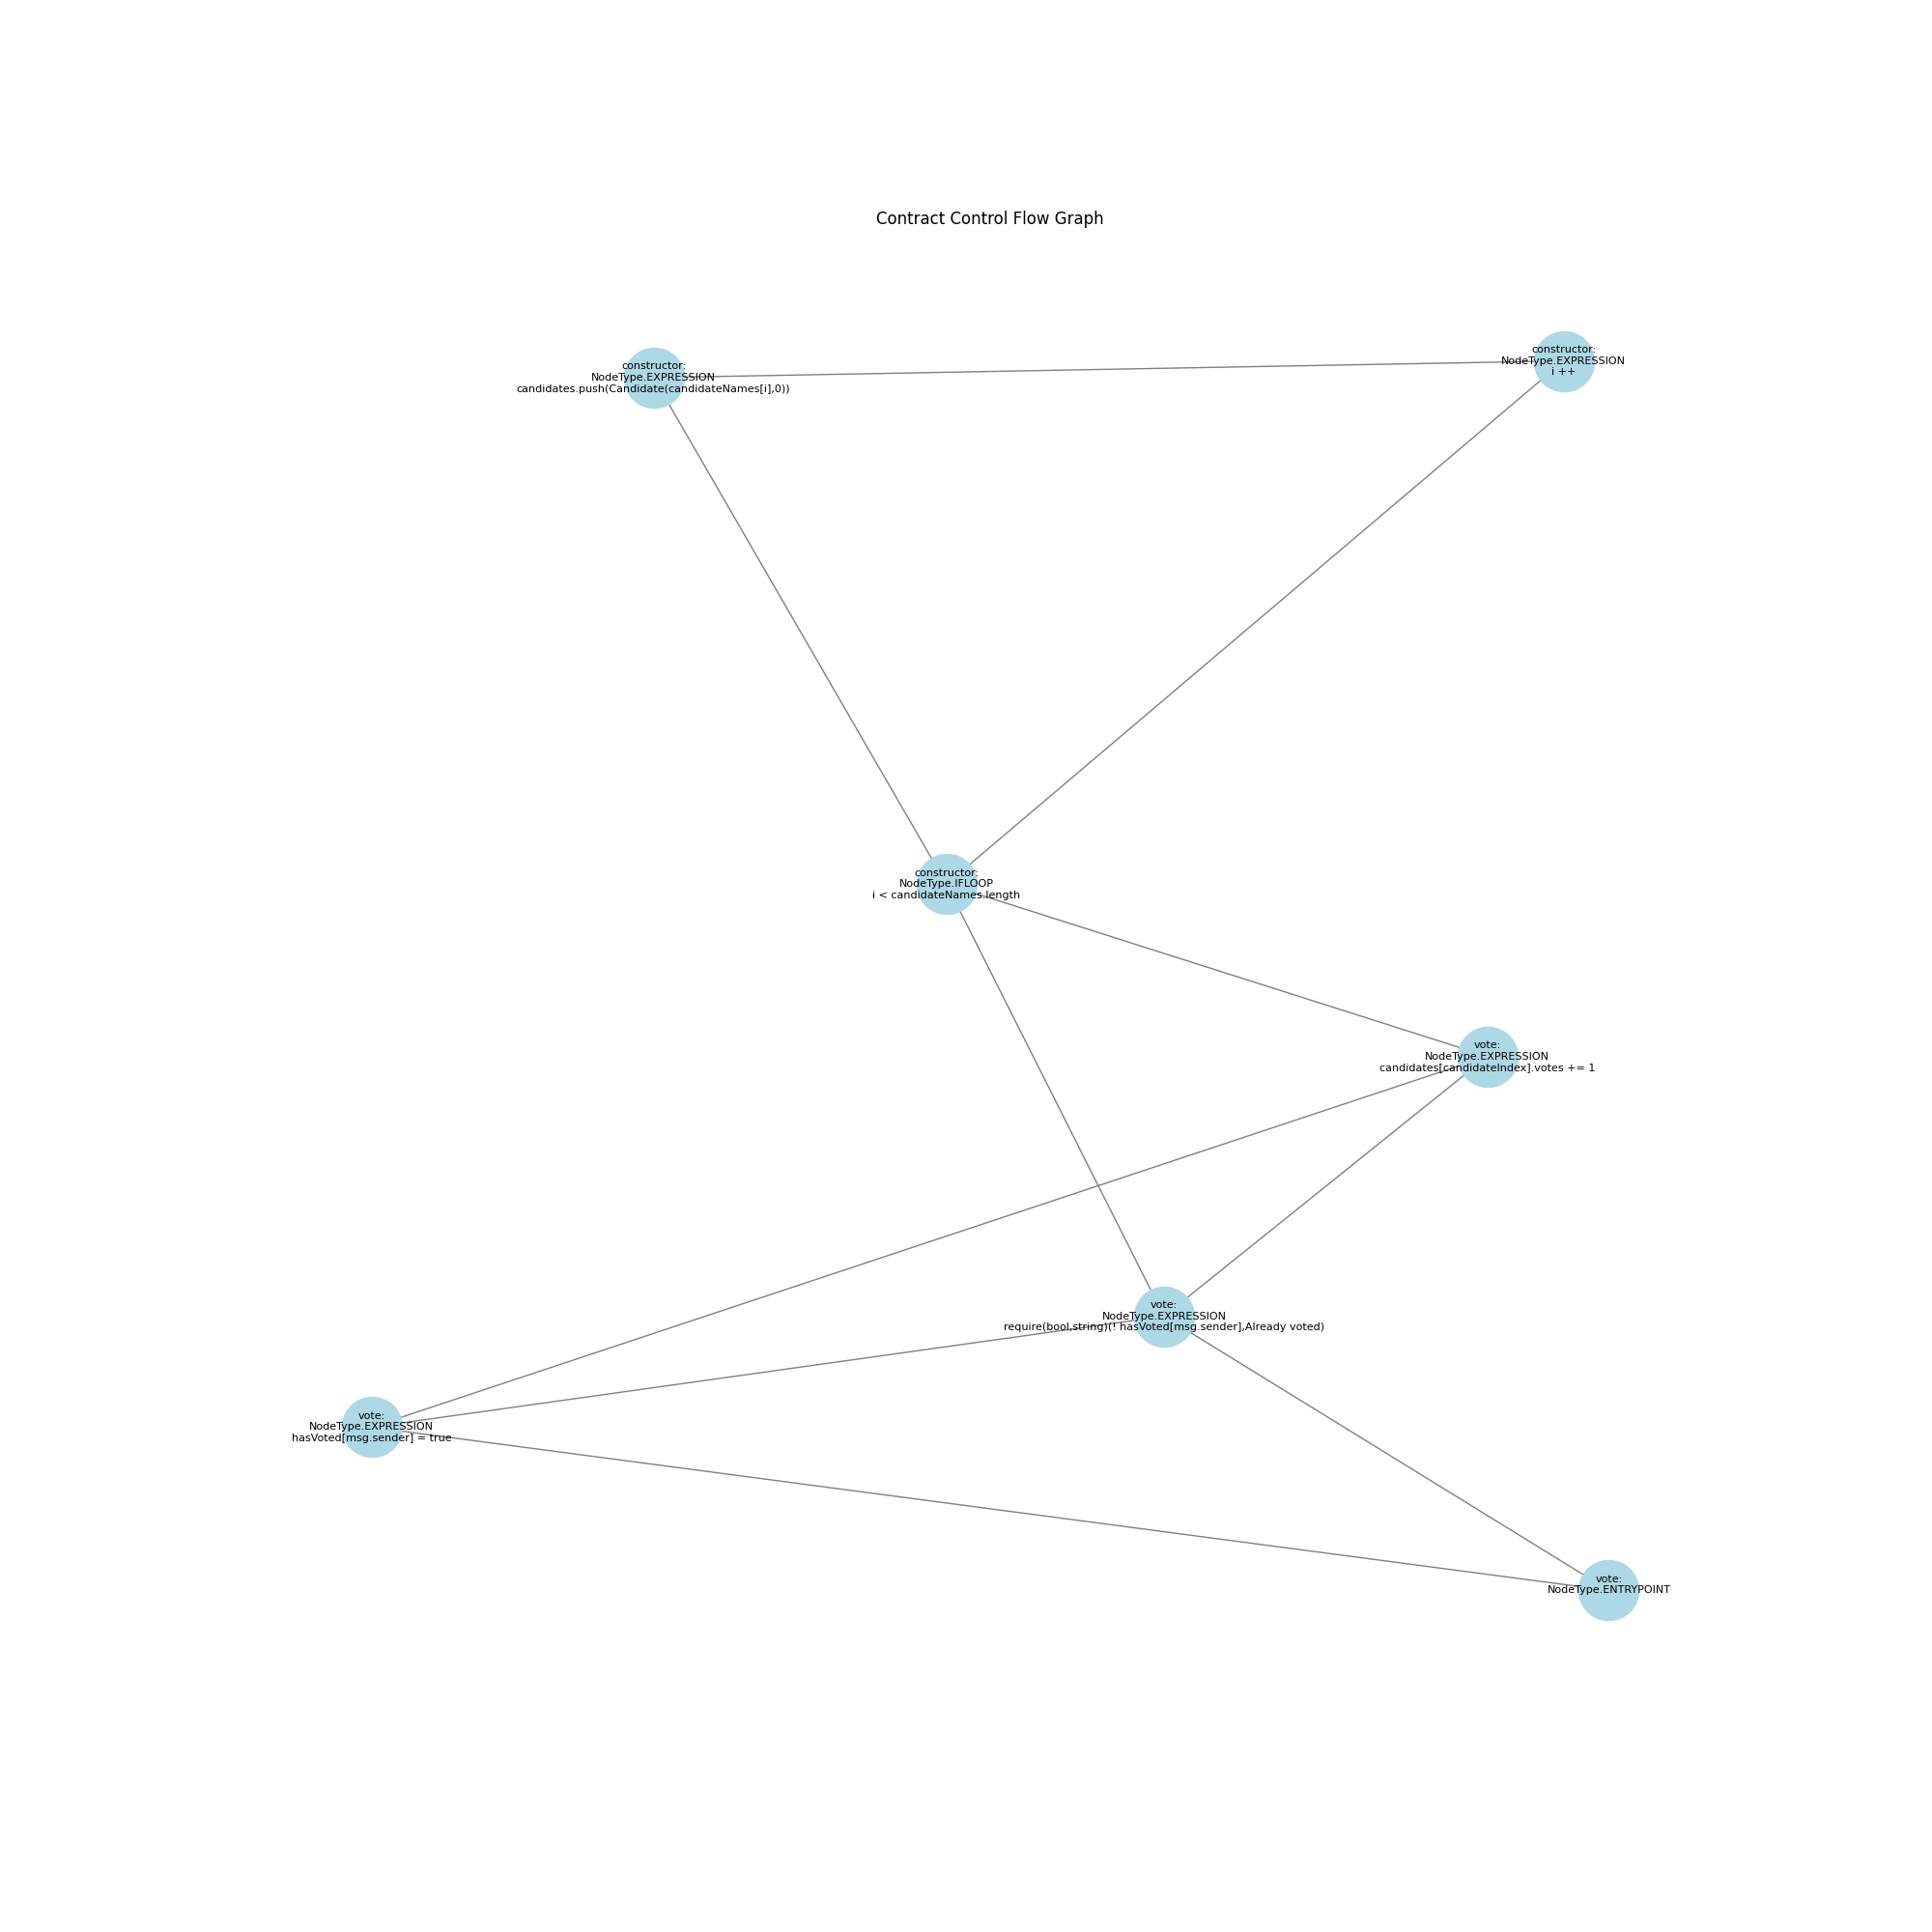 Contract Control Flow Graph
constructor:
NodeType.EXPRESSION
candidates.push(Candidate(candidateNames[i],0))
constructor:
NodeType.EXPRESSION
i ++
constructor:
NodeType.IFLOOP
i < candidateNames.length
vote:
NodeType.EXPRESSION
candidates[candidateIndex].votes += 1
vote:
NodeType.EXPRESSION
require(bool,string)(! hasVoted[msg.sender],Already voted)
vote:
NodeType.EXPRESSION
hasVoted[msg.sender] = true
vote:
NodeType.ENTRYPOINT